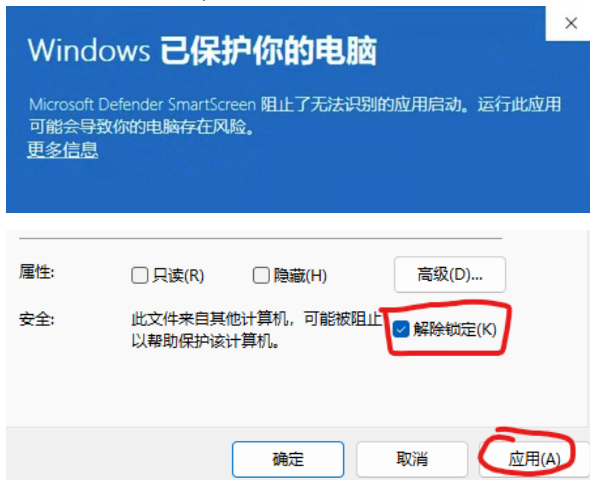 Windows 已保护你的电脑
Microsoft Defender SmartScreen 阻止了无法识别的应用启动。运行此应用
可能会导致你的电脑存在风险。
更多信息
属性: 只读(R) 隐藏(H) 高级(D)...
安全: 此文件来自其他计算机，可能被阻止 解除锁定(K)
以帮助保护该计算机。
确定 取消 应用(A)